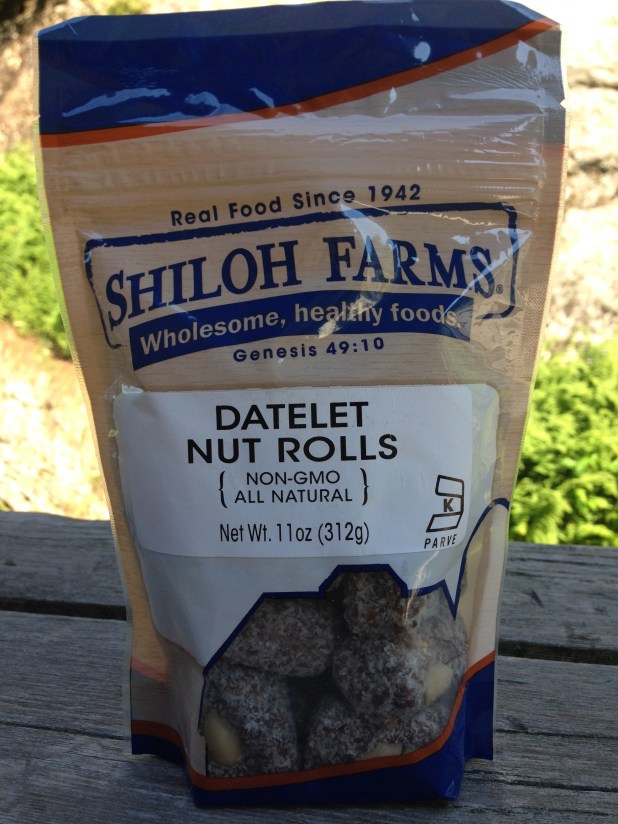 Real Food Since 1942
SHILOH FARMS®
Wholesome, healthy foods.
Genesis 49:10
DATELET
NUT ROLLS
{ NON-GMO
ALL NATURAL }
Net Wt. 11oz (312g)
K
PARVE